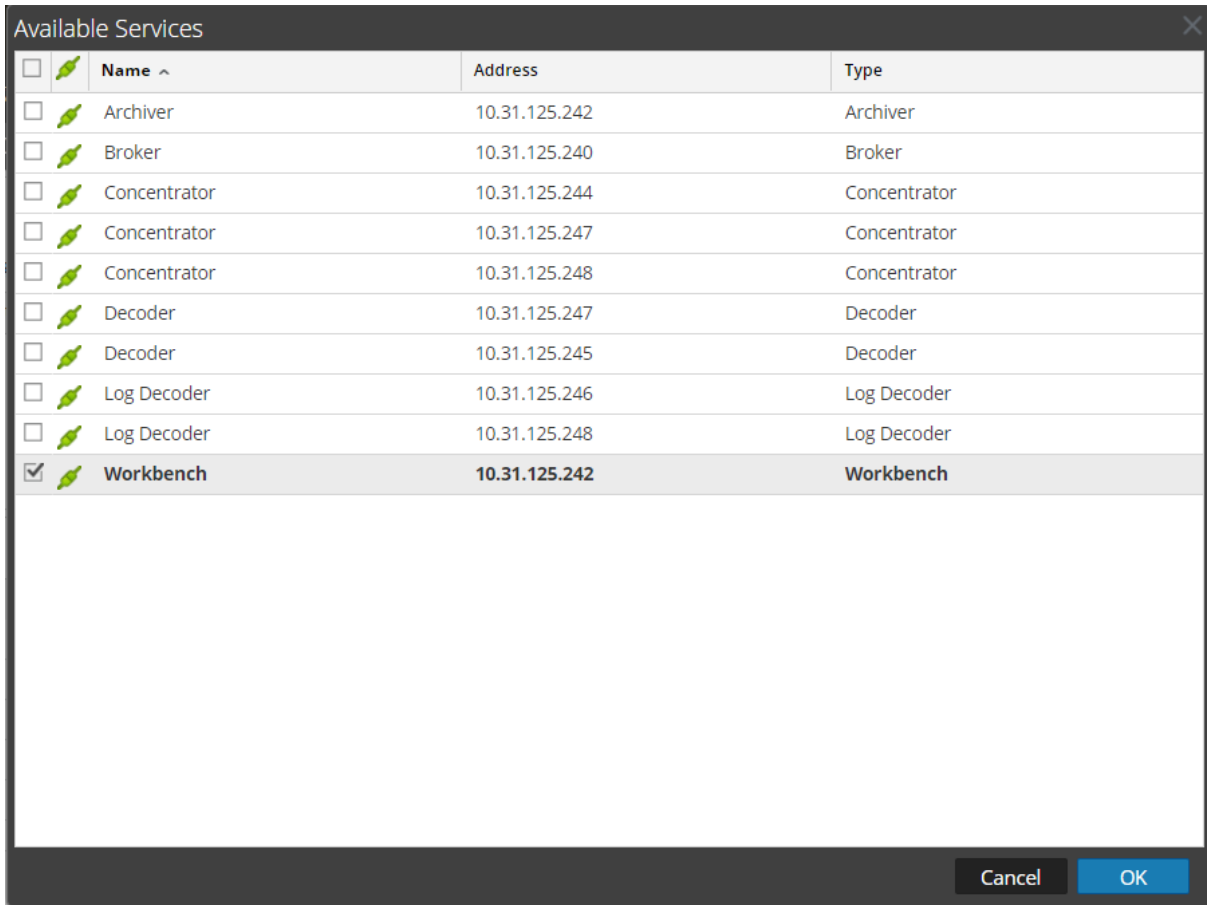 Available Services
Name Address Type
Archiver 10.31.125.242 Archiver
Broker 10.31.125.240 Broker
Concentrator 10.31.125.244 Concentrator
Concentrator 10.31.125.247 Concentrator
Concentrator 10.31.125.248 Concentrator
Decoder 10.31.125.247 Decoder
Decoder 10.31.125.245 Decoder
Log Decoder 10.31.125.246 Log Decoder
Log Decoder 10.31.125.248 Log Decoder
Workbench 10.31.125.242 Workbench
Cancel OK